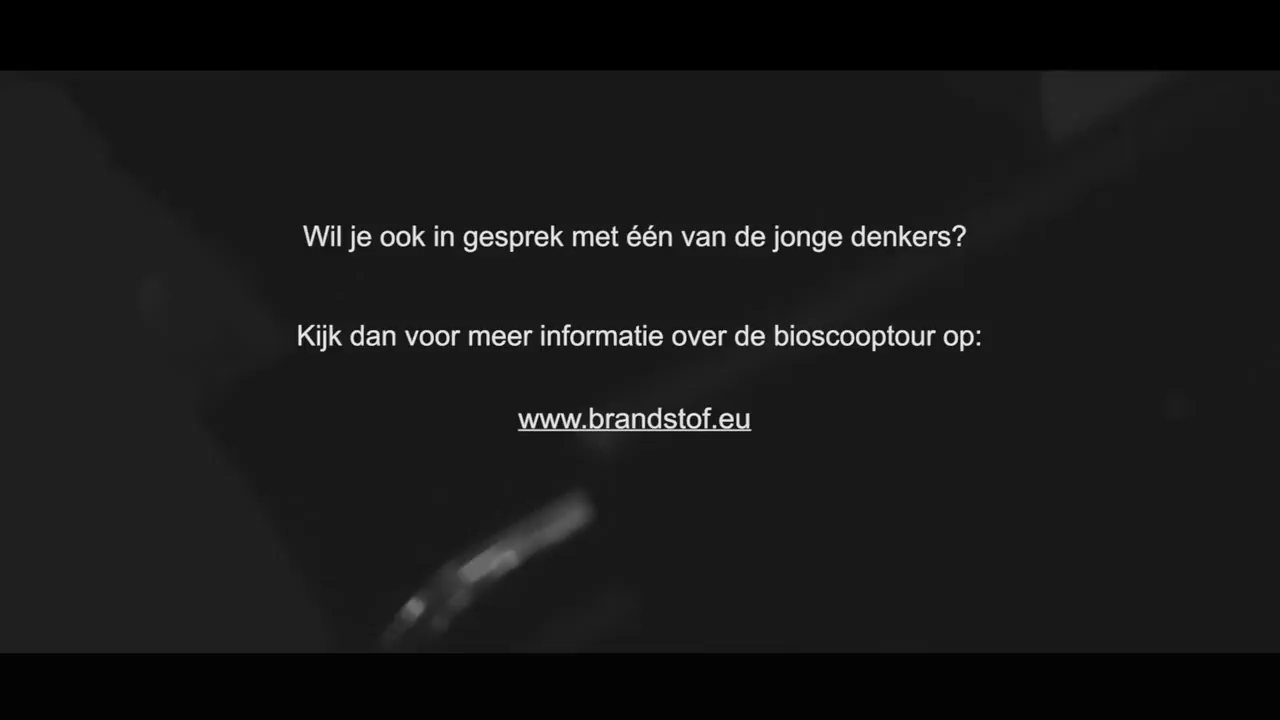 Wil je ook in gesprek met één van de jonge denkers?
Kijk dan voor meer informatie over de bioscooptour op:
www.brandstof.eu